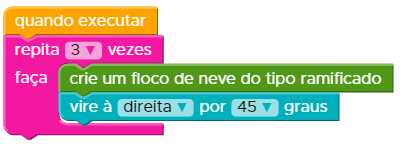 quando executar
repita 3 ▼ vezes
faça crie um floco de neve do tipo ramificado
vire à direita ▼ por 45 ▼ graus